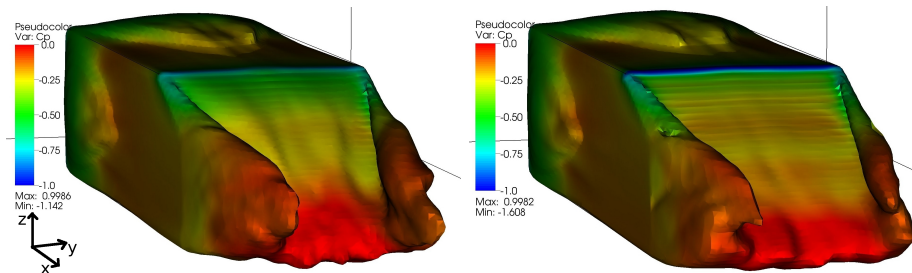 Pseudocolor
Var: Cp
0.0
-0.25
-0.50
-0.75
-1.0
Max: 0.9986
Min: -1.142
z
y
x
Pseudocolor
Var: Cp
0.0
-0.25
-0.50
-0.75
-1.0
Max: 0.9982
Min: -1.608